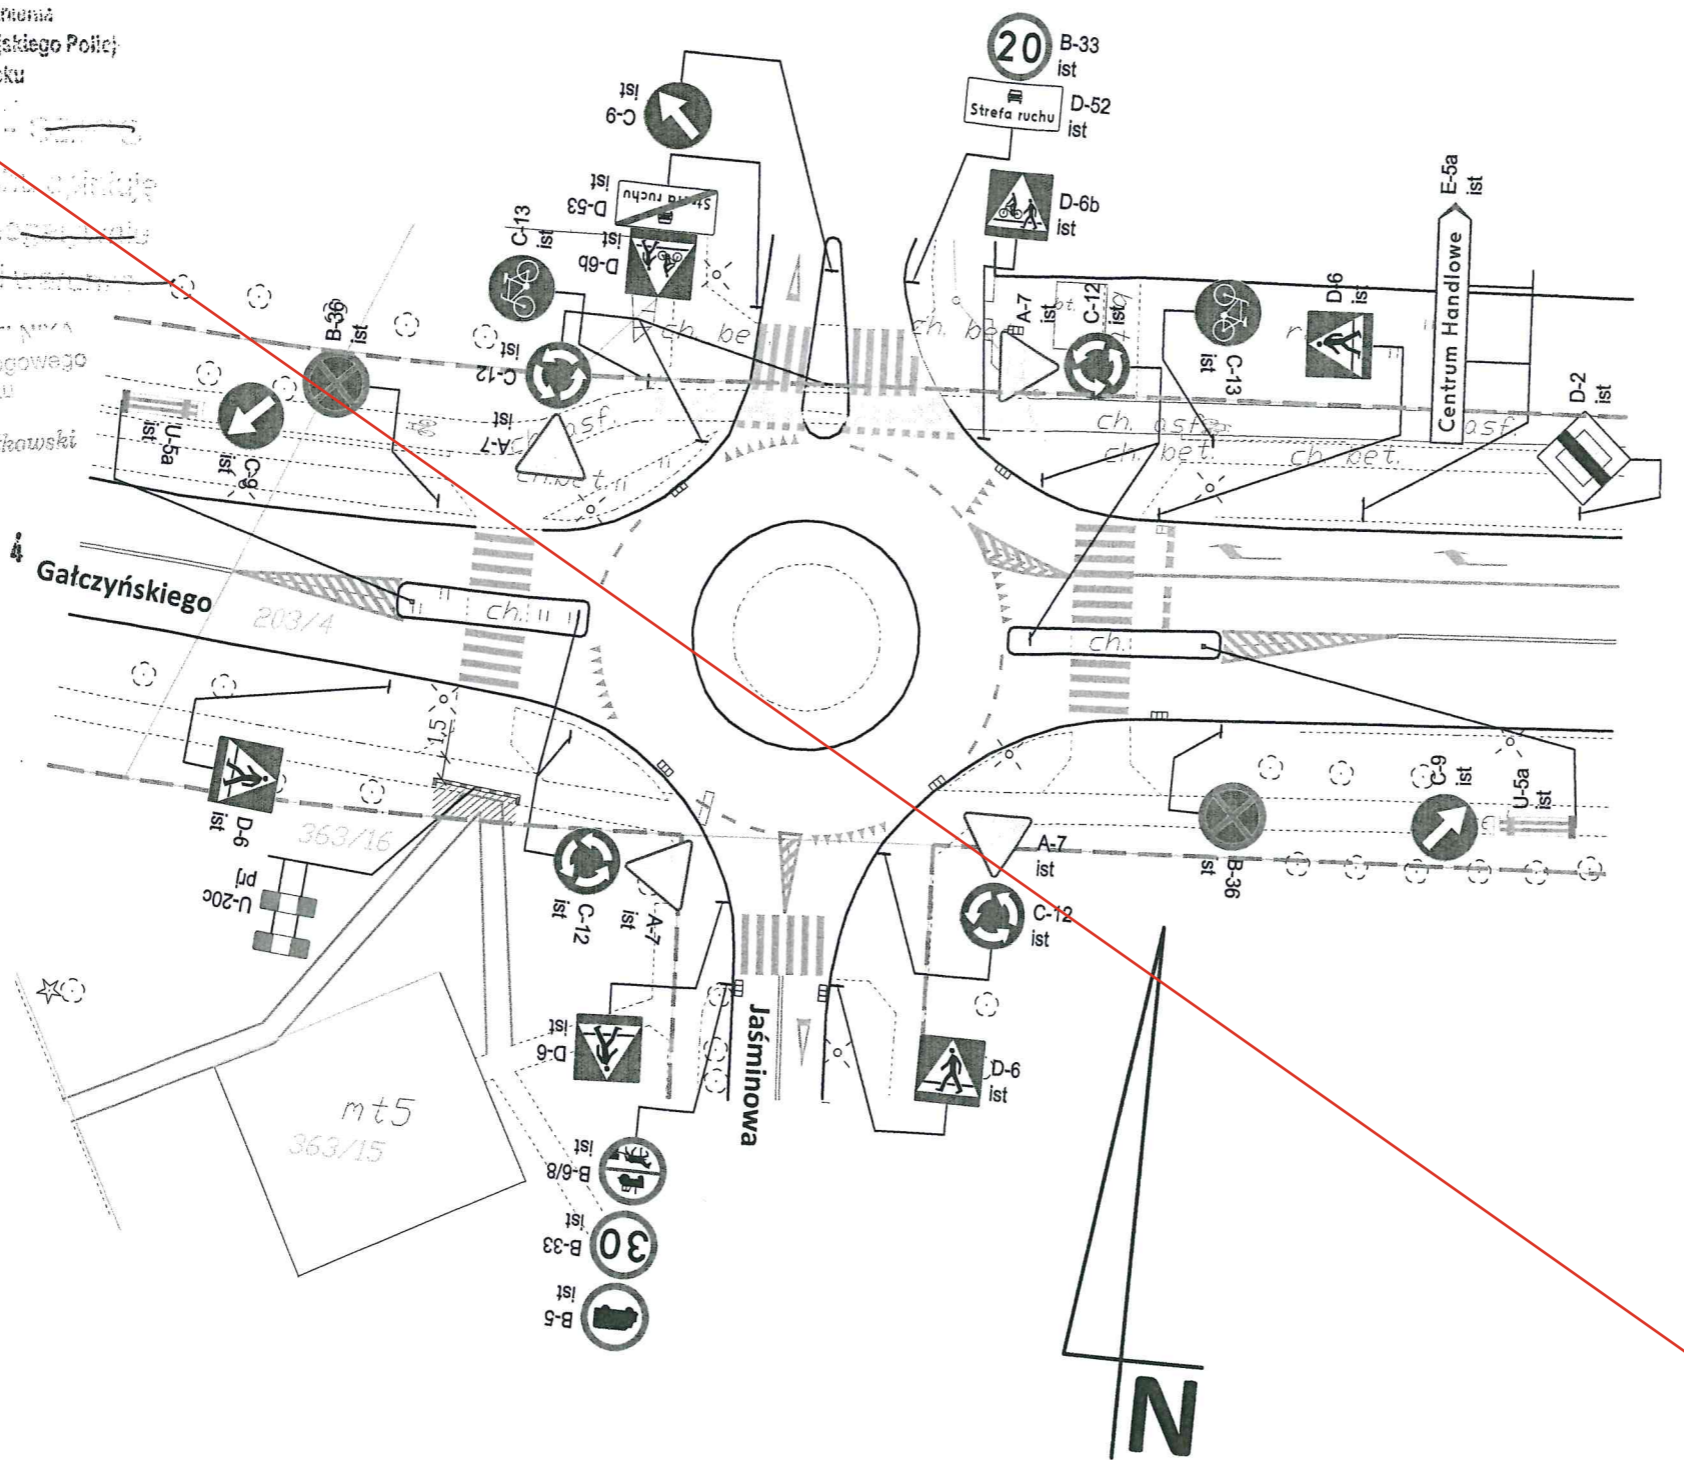 skiego Policj
20
B-33
ist
Strefa ruchu
D-52
ist
C-9
ist
D-6b
ist
E-5a
ist
Strefa ruchu
D-53
ist
C-13
ist
D-6b
ist
Centrum Handlowe
A-7
ist
C-12
ist
C-13
ist
D-6
ist
D-2
ist
B-36
ist
ch. bet
ch. be
C-12
ist
A-7
ist
ch. asf.
ch. asf.
asf.
ch. bet.
ch. bet.
kowski
U-5a
ist
C-9
ist
4
Gałczyńskiego
203/4
ch.
ch.
1,5
D-6
ist
363/16
U-20c
prj
C-12
ist
A-7
ist
A-7
ist
C-12
ist
B-36
ist
C-9
ist
U-5a
ist
D-6
ist
Jaśminowa
D-6
ist
mt5
363/15
B-6/8
ist
30
B-33
ist
B-5
ist
N